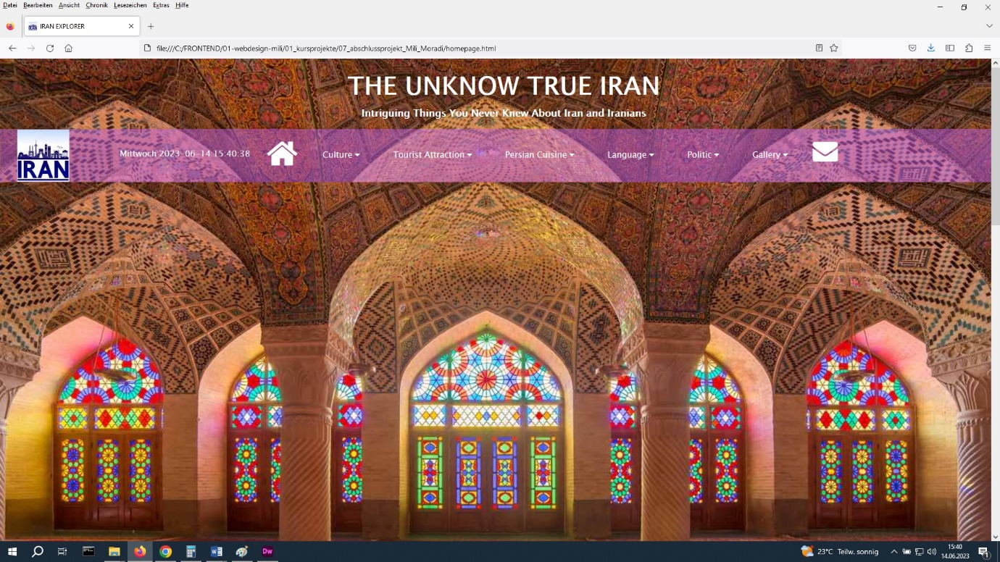 Datei Bearbeiten Ansicht Chronik Lesezeichen Extras Hilfe
IRAN EXPLORER
file:///C:/FRONTEND/01-webdesign-mili/01_kursprojekte/07_abschlussprojekt_Mili_Moradi/homepage.html
THE UNKNOW TRUE IRAN
Intriguing Things You Never Knew About Iran and Iranians
IRAN
Mittwoch 2023-06-14 15:40:38 Culture Tourist Attraction Persian Cuisine Language Politic Gallery
Dw
23°C Teilw. sonnig
15:40
14.06.2023
1